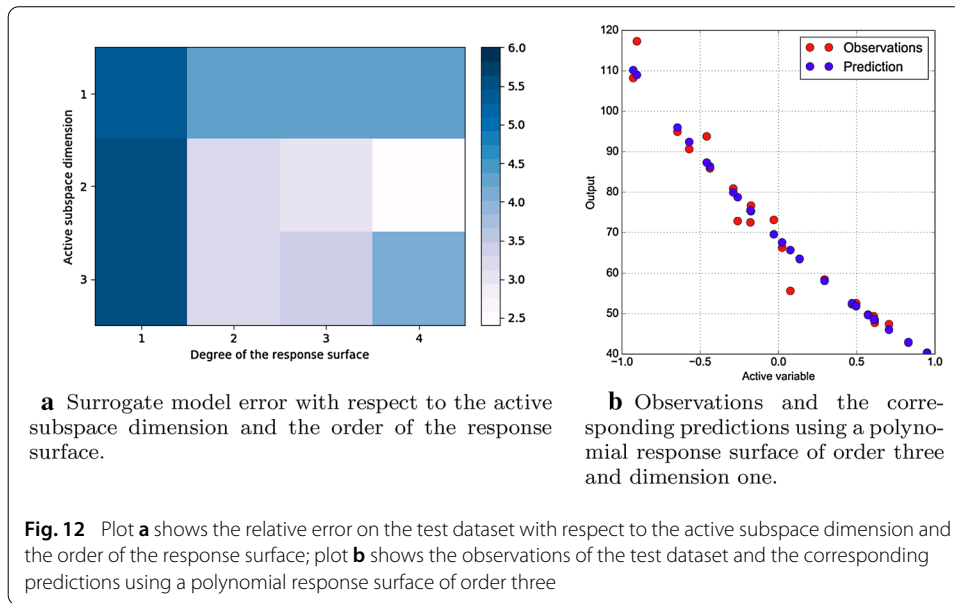 1
2
3
Active subspace dimension
1 2 3 4
Degree of the response surface
6.0
5.5
5.0
4.5
4.0
3.5
3.0
2.5
120
110
100
90
80
70
60
50
40
Output
Observations
Prediction
−1.0 −0.5 0.0 0.5 1.0
Active variable
a Surrogate model error with respect to the active
subspace dimension and the order of the response
surface.
b Observations and the corre-
sponding predictions using a polyno-
mial response surface of order three
and dimension one.
Fig. 12 Plot a shows the relative error on the test dataset with respect to the active subspace dimension and
the order of the response surface; plot b shows the observations of the test dataset and the corresponding
predictions using a polynomial response surface of order three